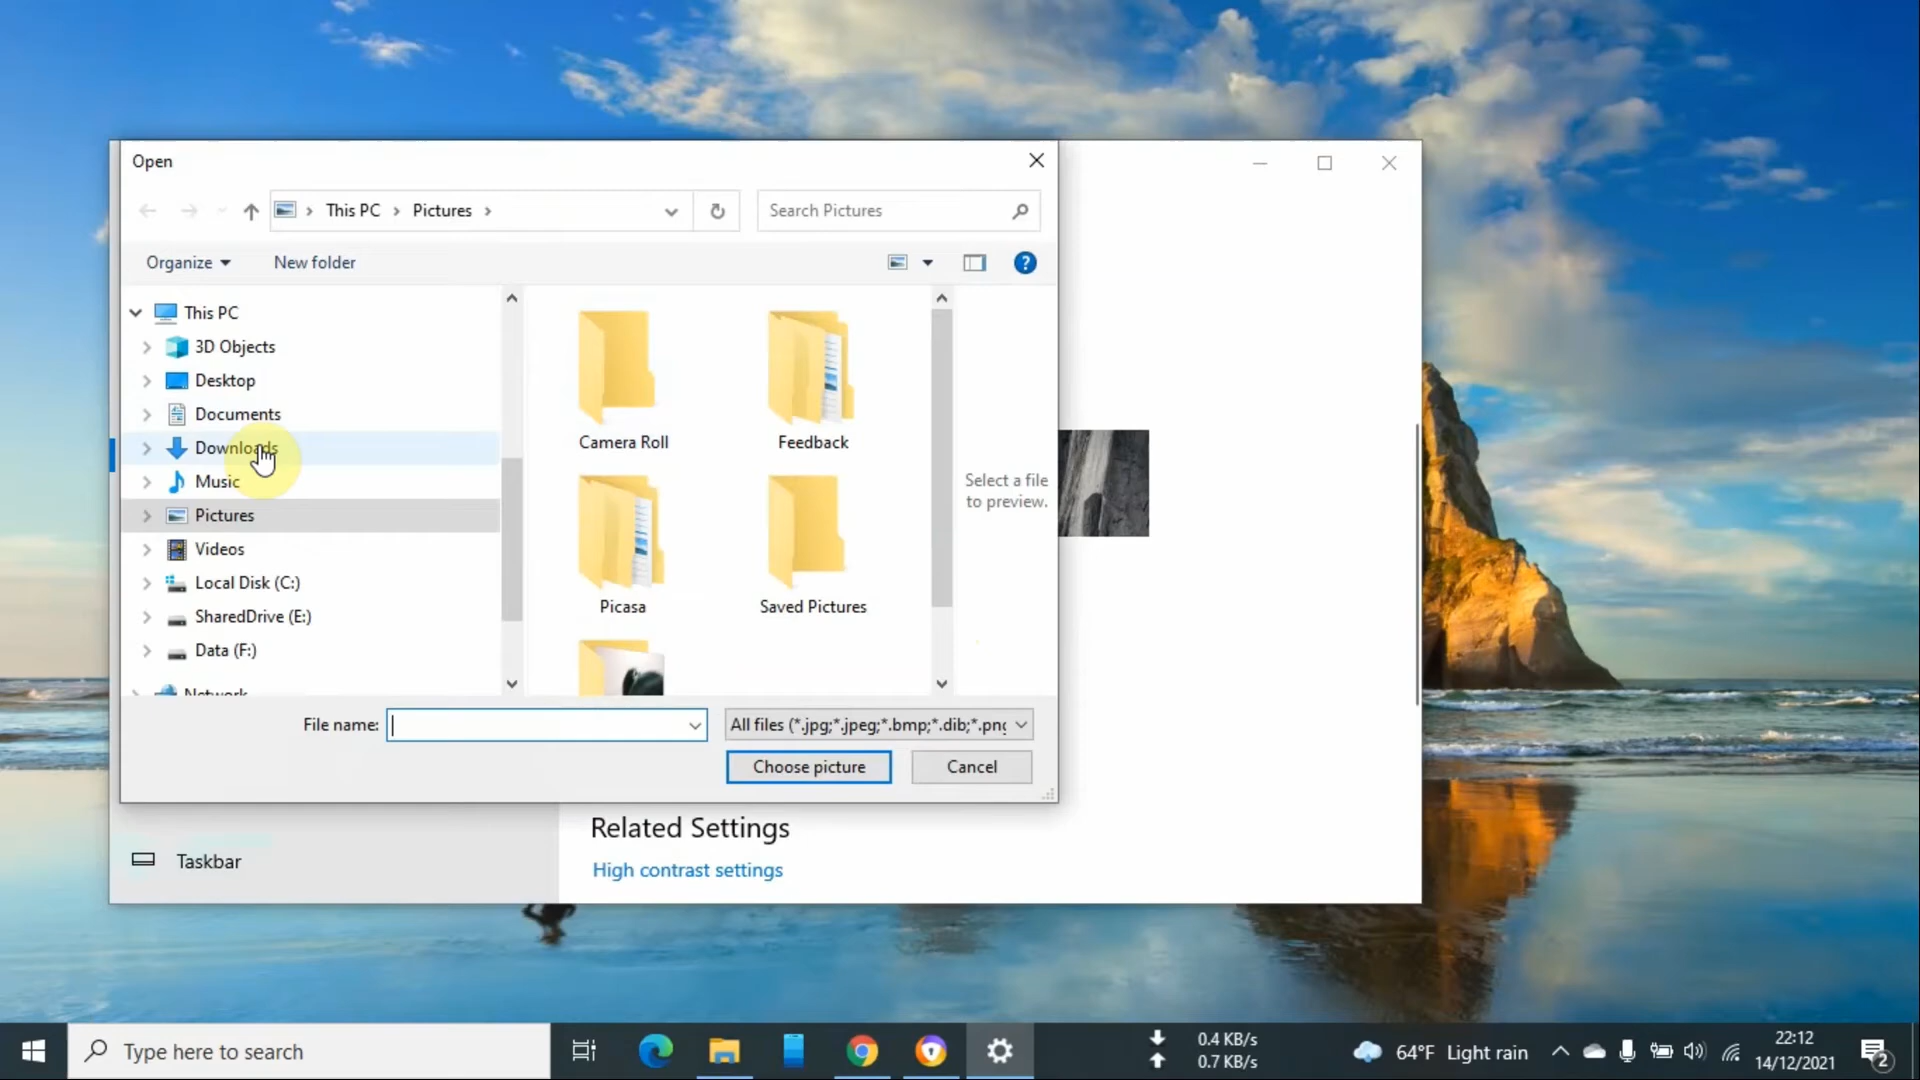 Open
This PC
Pictures
Search Pictures
Organize
New folder
?
This PC
3D Objects
Desktop
Documents
Downloads
Music
Pictures
Videos
Local Disk (C:)
SharedDrive (E:)
Data (F:)
Network
Camera Roll
Feedback
Picasa
Saved Pictures
Select a file
to preview.
File name:
All files (*.jpg;*.jpeg;*.bmp;*.dib;*.png
Choose picture
Cancel
Taskbar
Related Settings
High contrast settings
Type here to search
0.4 KB/s
0.7 KB/s
64°F Light rain
22:12
14/12/2021
2